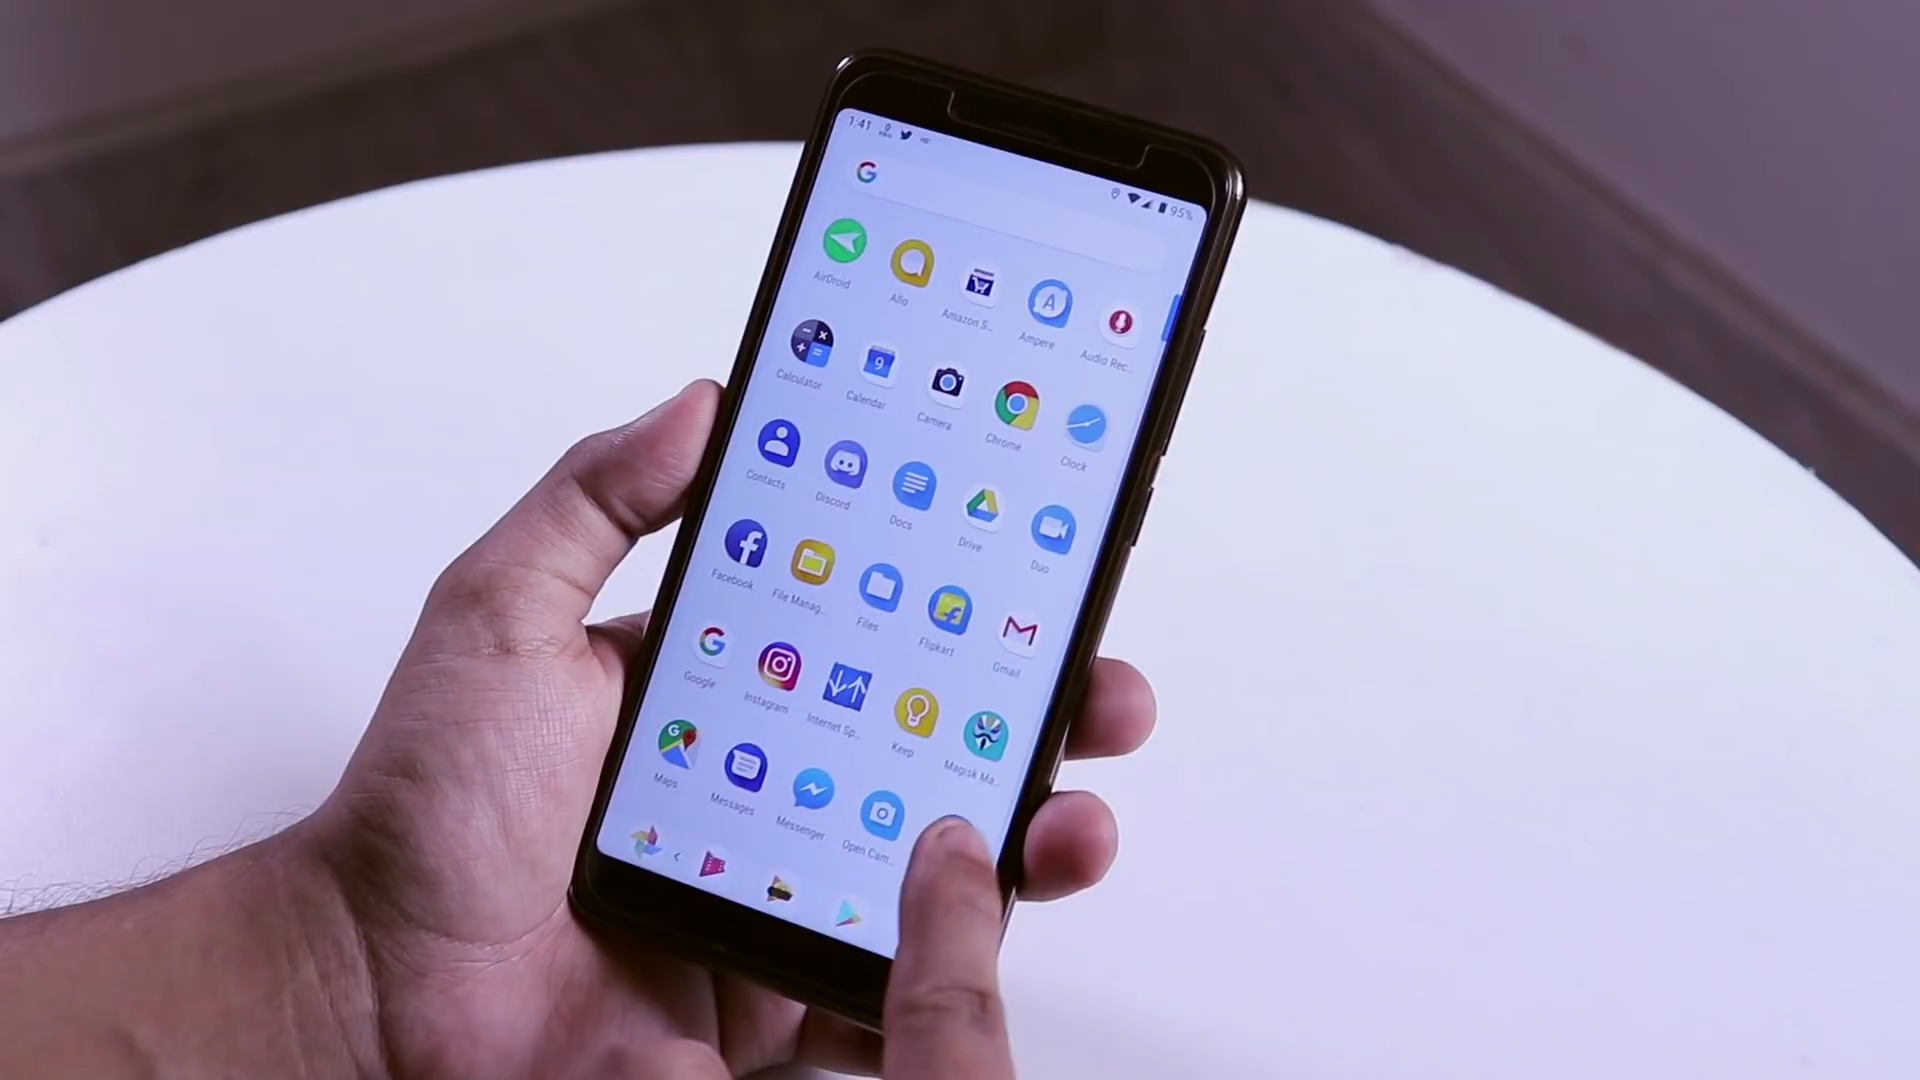 1:41
95%
G
AirDroid Allo Amazon S... Ampere Audio Rec...
Calculator Calendar Camera Chrome Clock
9
Contacts Discord Docs Drive Duo
Facebook File Manag... Files Flipkart Gmail
Google Instagram Internet Sp... Keep Magisk Ma...
Maps Messages Messenger Open Cam...